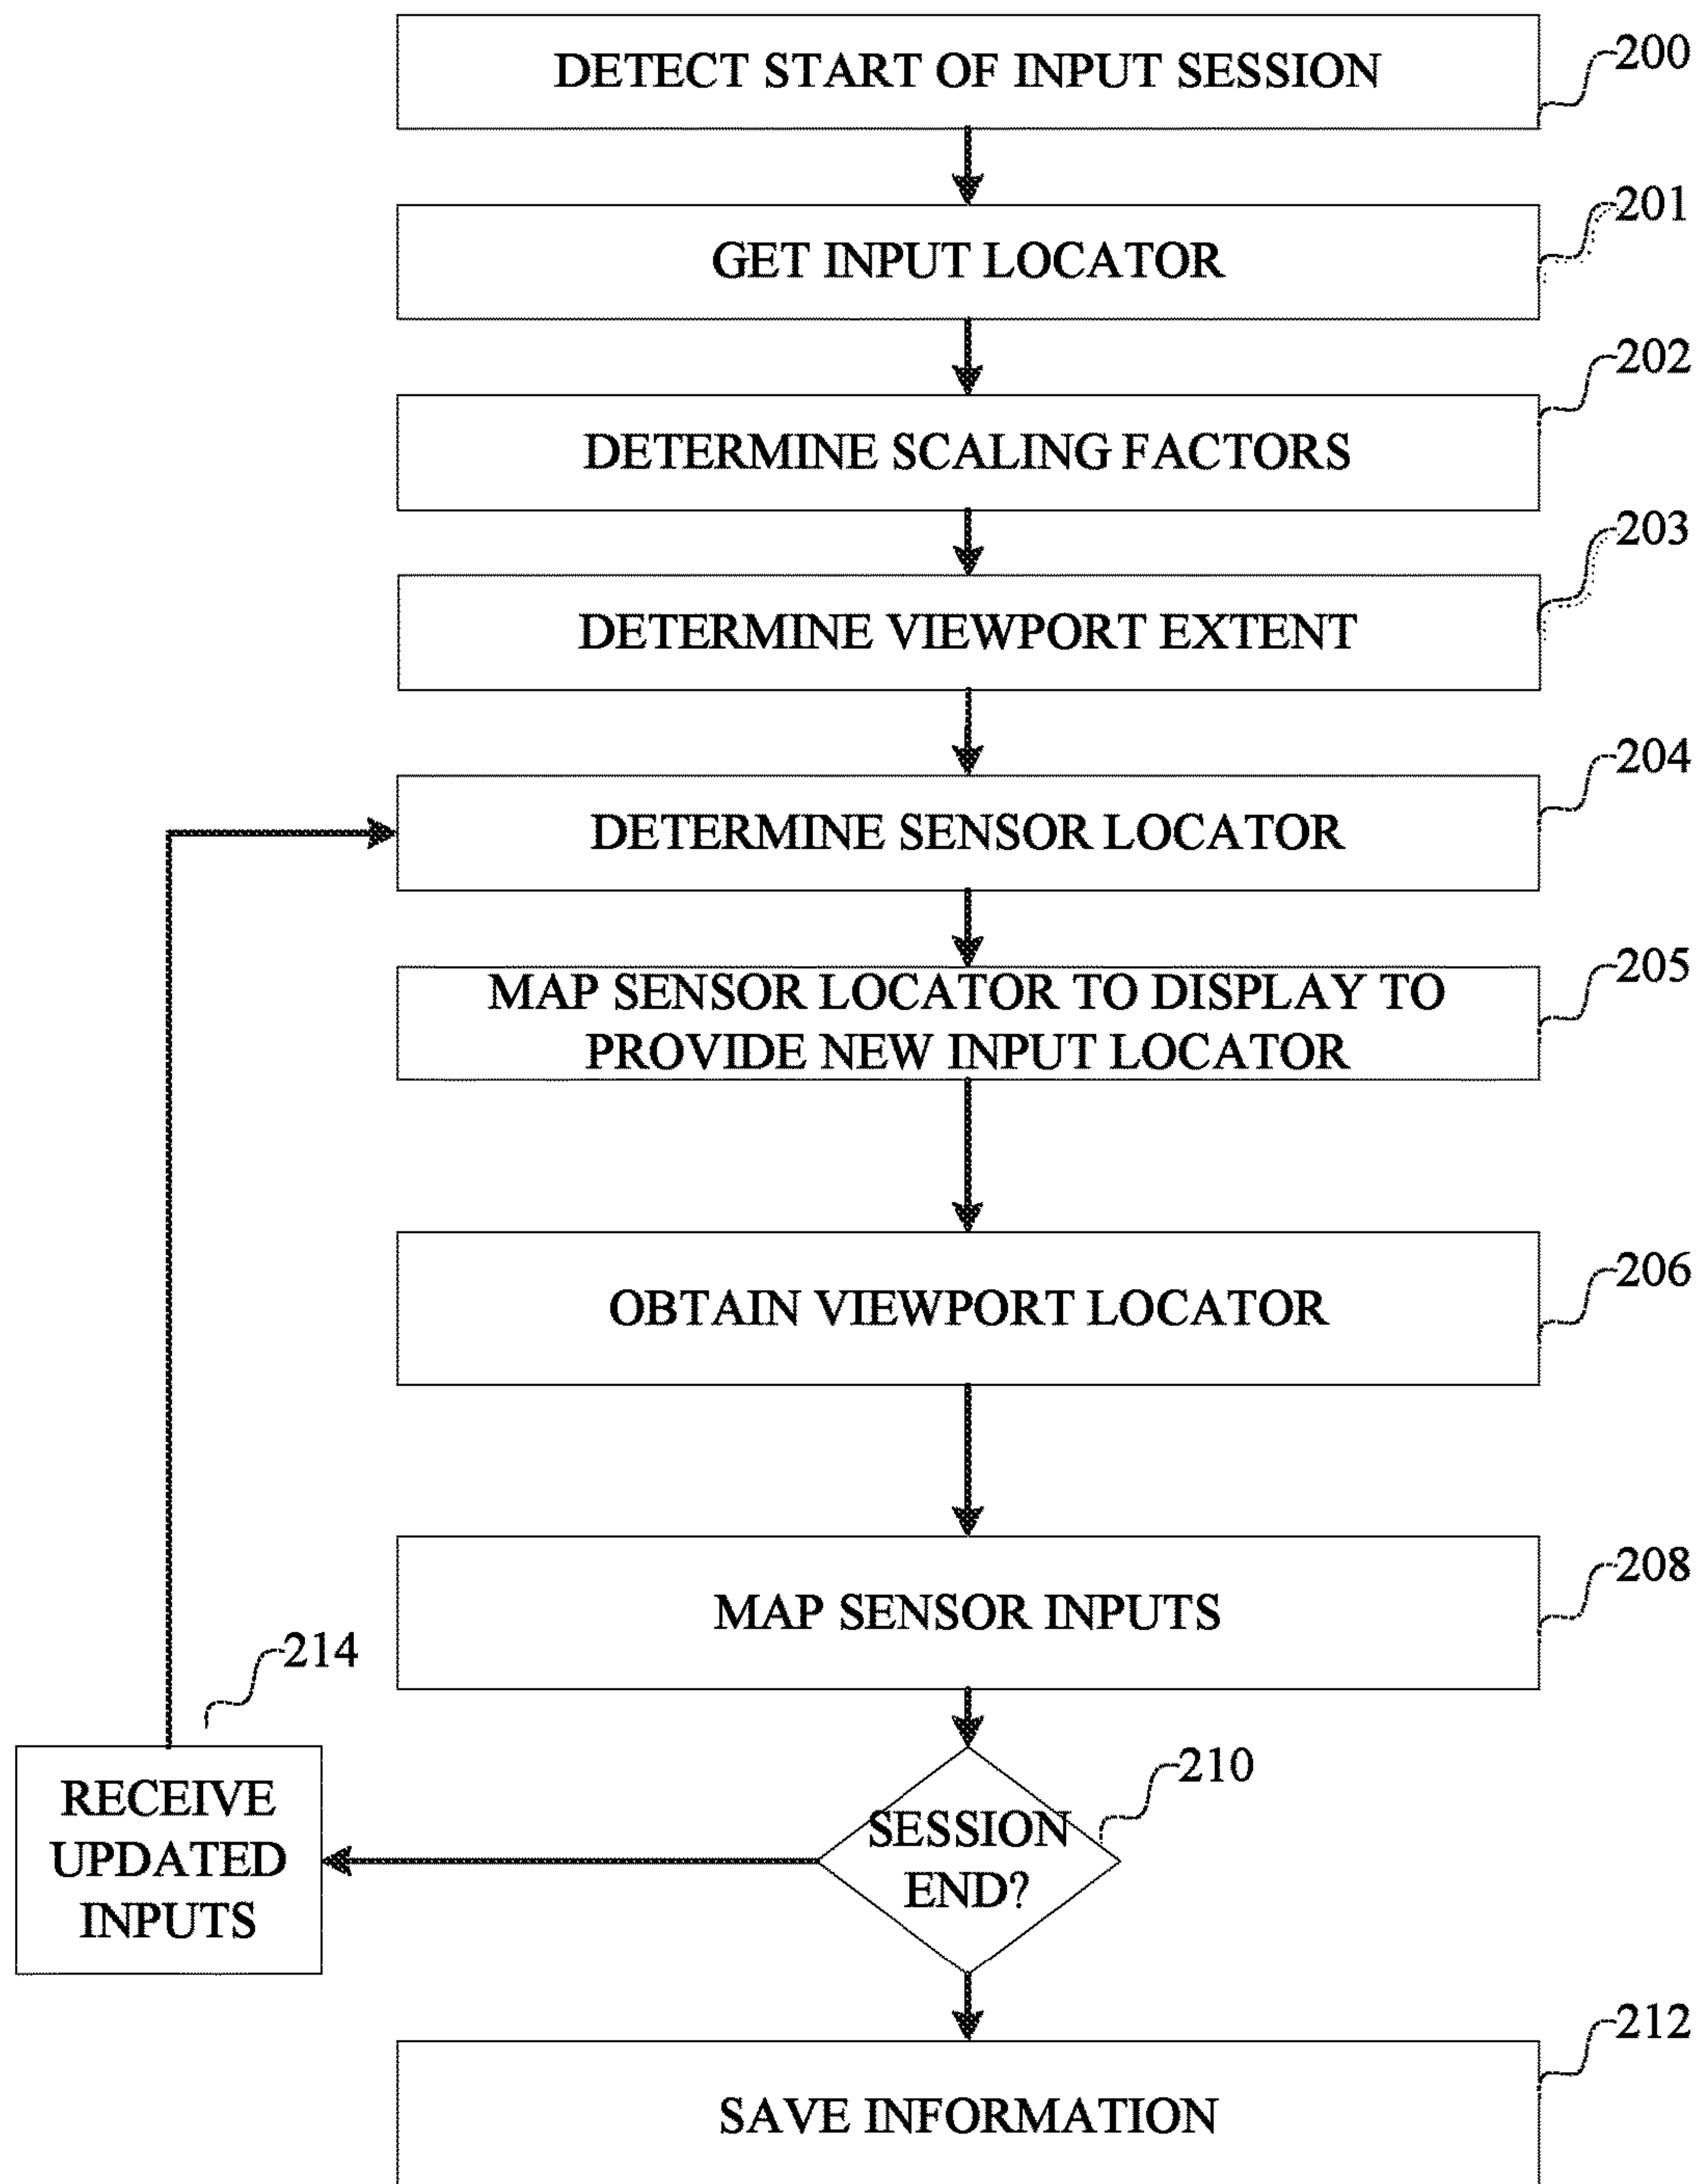 DETECT START OF INPUT SESSION
200
GET INPUT LOCATOR
201
DETERMINE SCALING FACTORS
202
DETERMINE VIEWPORT EXTENT
203
DETERMINE SENSOR LOCATOR
204
MAP SENSOR LOCATOR TO DISPLAY TO
PROVIDE NEW INPUT LOCATOR
205
OBTAIN VIEWPORT LOCATOR
206
MAP SENSOR INPUTS
208
SESSION
END?
210
214
RECEIVE
UPDATED
INPUTS
SAVE INFORMATION
212